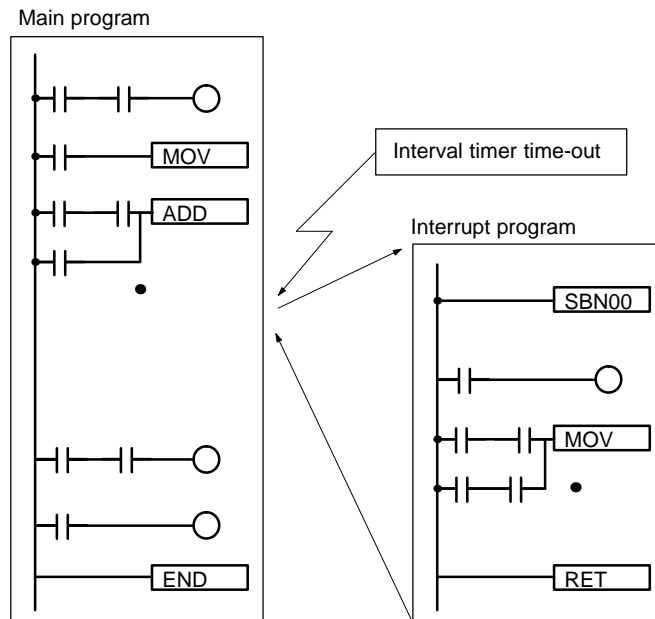 Main program
MOV
ADD
END
Interval timer time-out
Interrupt program
SBN00
MOV
RET